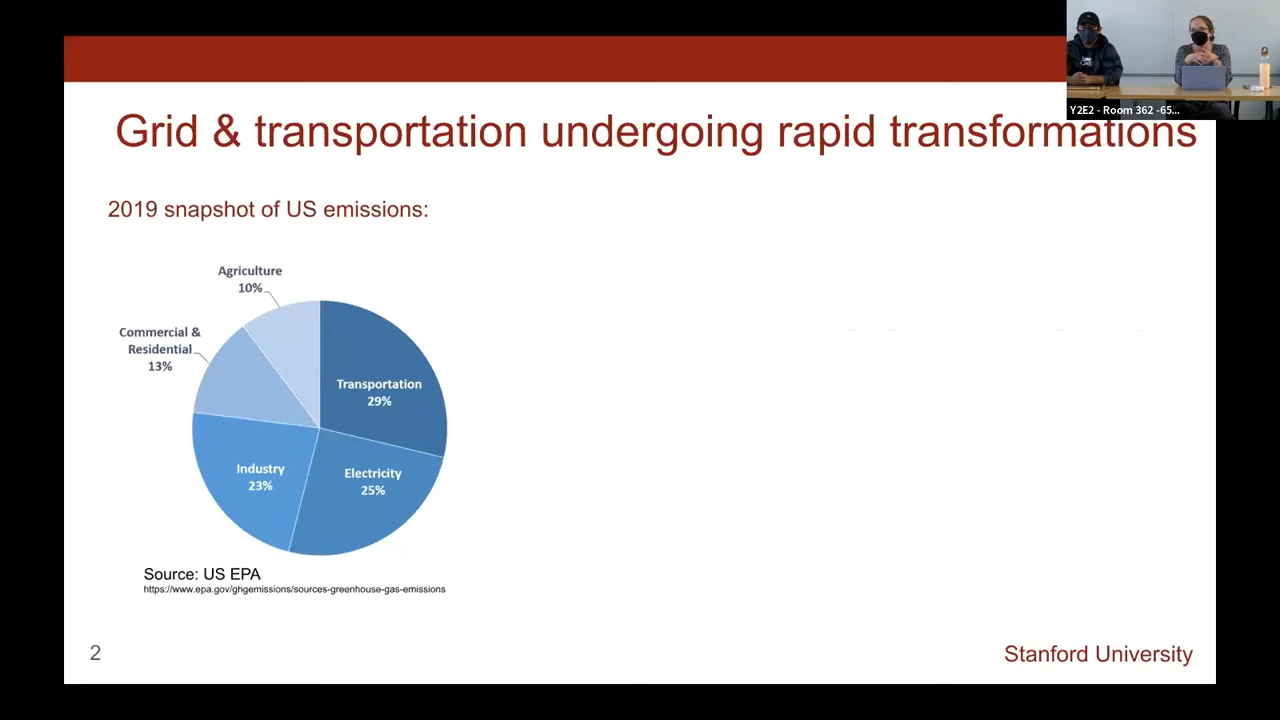 Y2E2 - Room 362 -65...
Grid & transportation undergoing rapid transformations
2019 snapshot of US emissions:
Agriculture
10%
Commercial &
Residential
13%
Transportation
29%
Industry
23%
Electricity
25%
Source: US EPA
https://www.epa.gov/ghgemissions/sources-greenhouse-gas-emissions
2
Stanford University